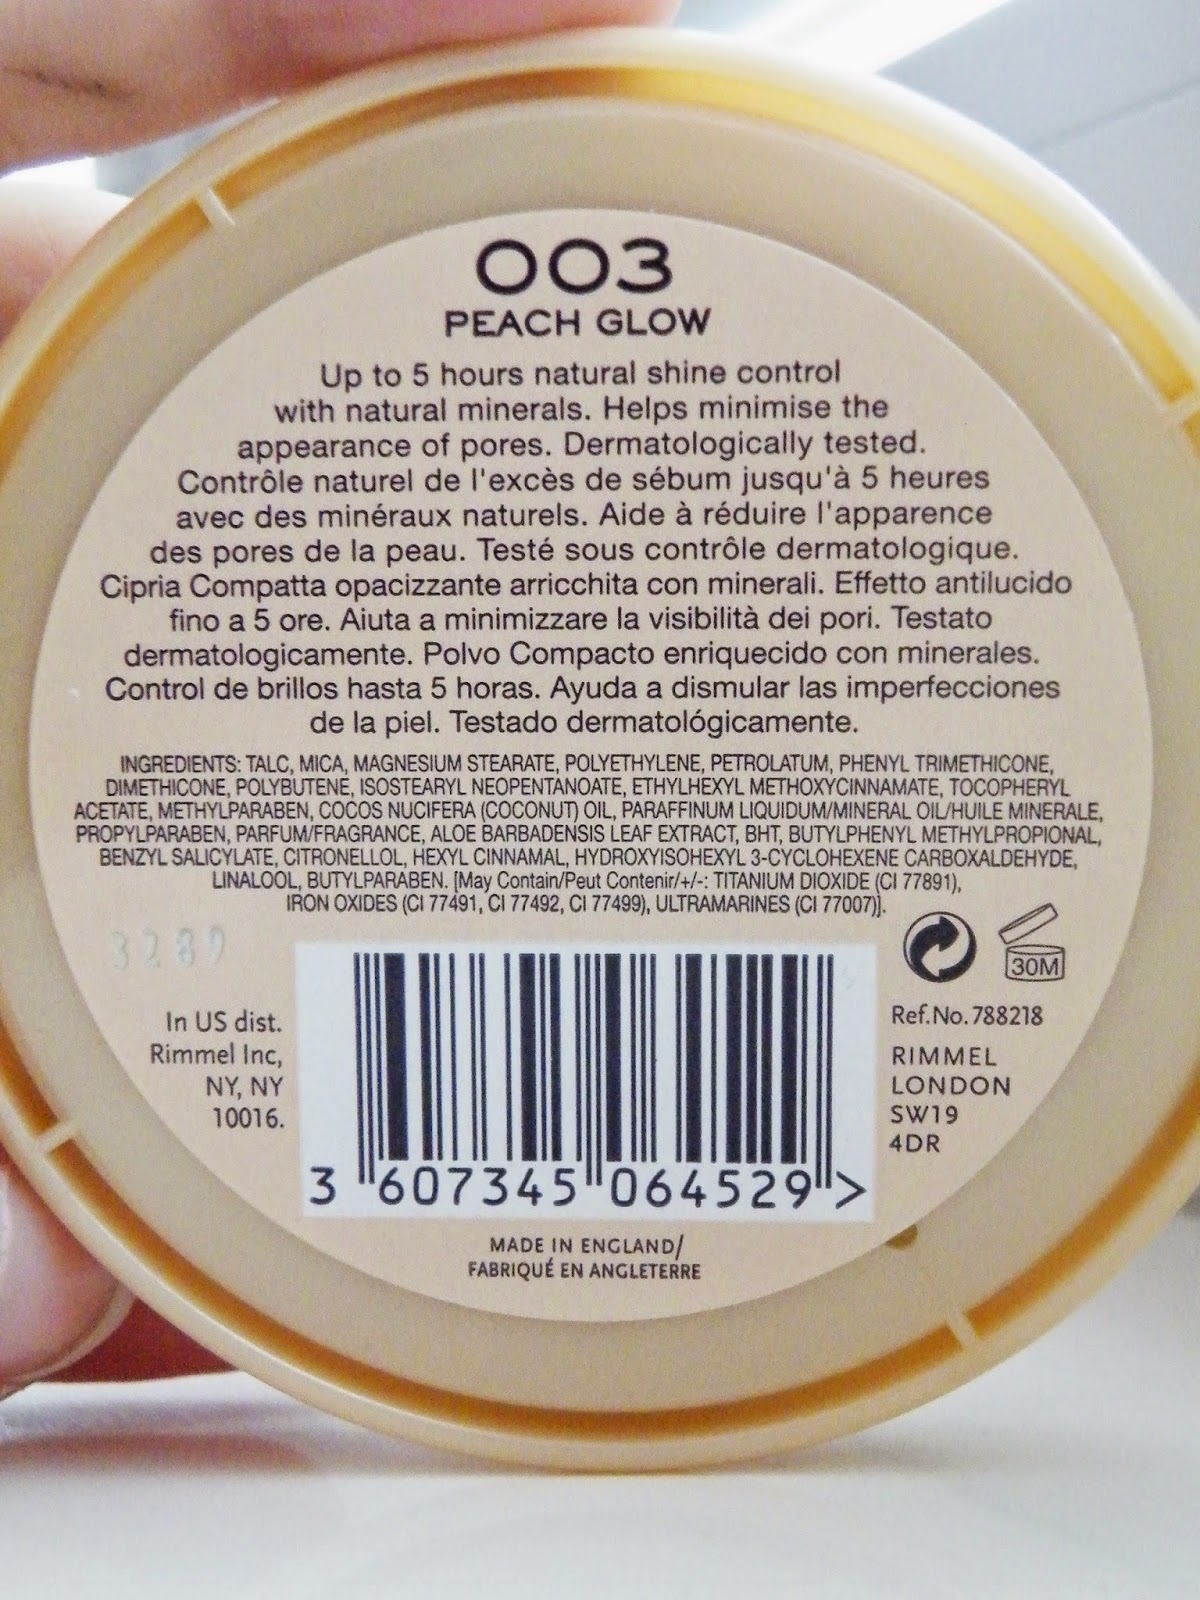 003
PEACH GLOW
Up to 5 hours natural shine control
with natural minerals. Helps minimise the
appearance of pores. Dermatologically tested.
Contrôle naturel de l'excès de sébum jusqu'à 5 heures
avec des minéraux naturels. Aide à réduire l'apparence
des pores de la peau. Testé sous contrôle dermatologique.
Cipria Compatta opacizzante arricchita con minerali. Effetto antilucido
fino a 5 ore. Aiuta a minimizzare la visibilità dei pori. Testato
dermatologicamente. Polvo Compacto enriquecido con minerales.
Control de brillos hasta 5 horas. Ayuda a dismular las imperfecciones
de la piel. Testado dermatológicamente.
INGREDIENTS: TALC, MICA, MAGNESIUM STEARATE, POLYETHYLENE, PETROLATUM, PHENYL TRIMETHICONE,
DIMETHICONE, POLYBUTENE, ISOSTEARYL NEOPENTANOATE, ETHYLHEXYL METHOXYCINNAMATE, TOCOPHERYL
ACETATE, METHYLPARABEN, COCOS NUCIFERA (COCONUT) OIL, PARAFFINUM LIQUIDUM/MINERAL OIL/HUILE MINERALE,
PROPYLPARABEN, PARFUM/FRAGRANCE, ALOE BARBADENSIS LEAF EXTRACT, BHT, BUTYLPHENYL METHYLPROPIONAL,
BENZYL SALICYLATE, CITRONELLOL, HEXYL CINNAMAL, HYDROXYISOHEXYL 3-CYCLOHEXENE CARBOXALDEHYDE,
LINALOOL, BUTYLPARABEN. [May Contain/Peut Contenir/+/-: TITANIUM DIOXIDE (CI 77891),
IRON OXIDES (CI 77491, CI 77492, CI 77499), ULTRAMARINES (CI 77007)].
3289
30M
In US dist.
Rimmel Inc,
NY, NY
10016.
Ref.No.788218
RIMMEL
LONDON
SW19
4DR
3 607345 064529 >
MADE IN ENGLAND/
FABRIQUÉ EN ANGLETERRE